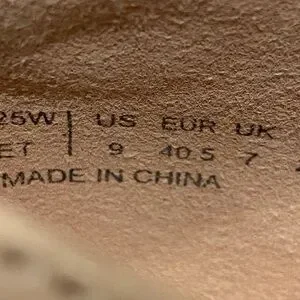 25W | US EUR UK
ET | 9 40.5 7
MADE IN CHINA